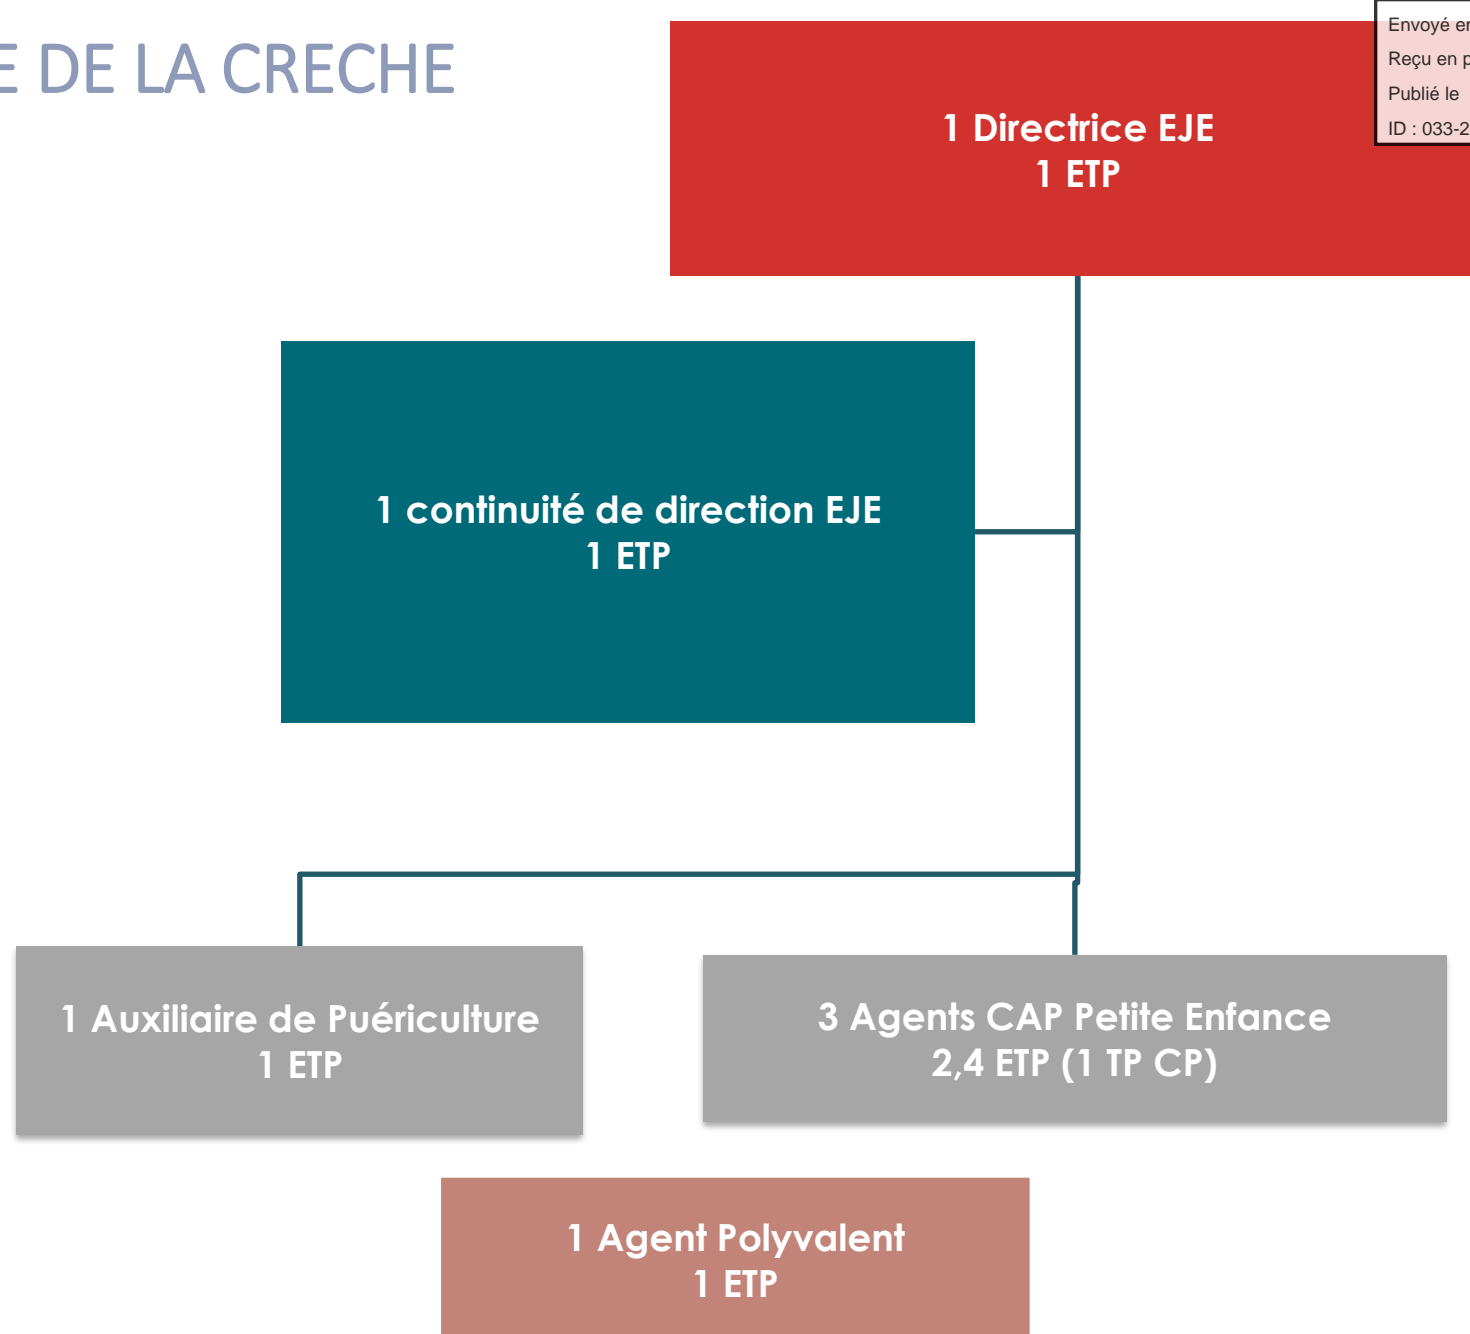 E DE LA CRECHE
Envoyé en
Reçu en p
Publié le
ID : 033-2
1 Directrice EJE
1 ETP
1 continuité de direction EJE
1 ETP
1 Auxiliaire de Puériculture
1 ETP
3 Agents CAP Petite Enfance
2,4 ETP (1 TP CP)
1 Agent Polyvalent
1 ETP